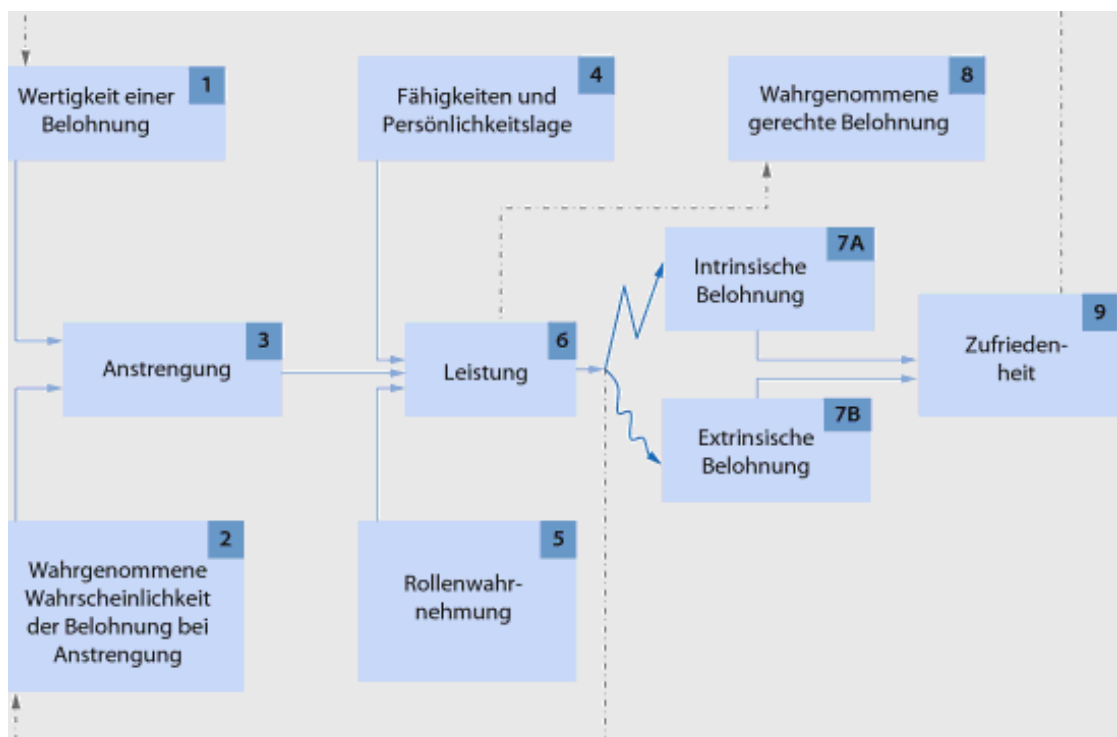 1
Wertigkeit einer
Belohnung
4
Fähigkeiten und
Persönlichkeitslage
8
Wahrgenommene
gerechte Belohnung
7A
Intrinsische
Belohnung
3
Anstrengung
6
Leistung
9
Zufrieden-
heit
7B
Extrinsische
Belohnung
2
Wahrgenommene
Wahrscheinlichkeit
der Belohnung bei
Anstrengung
5
Rollenwahr-
nehmung